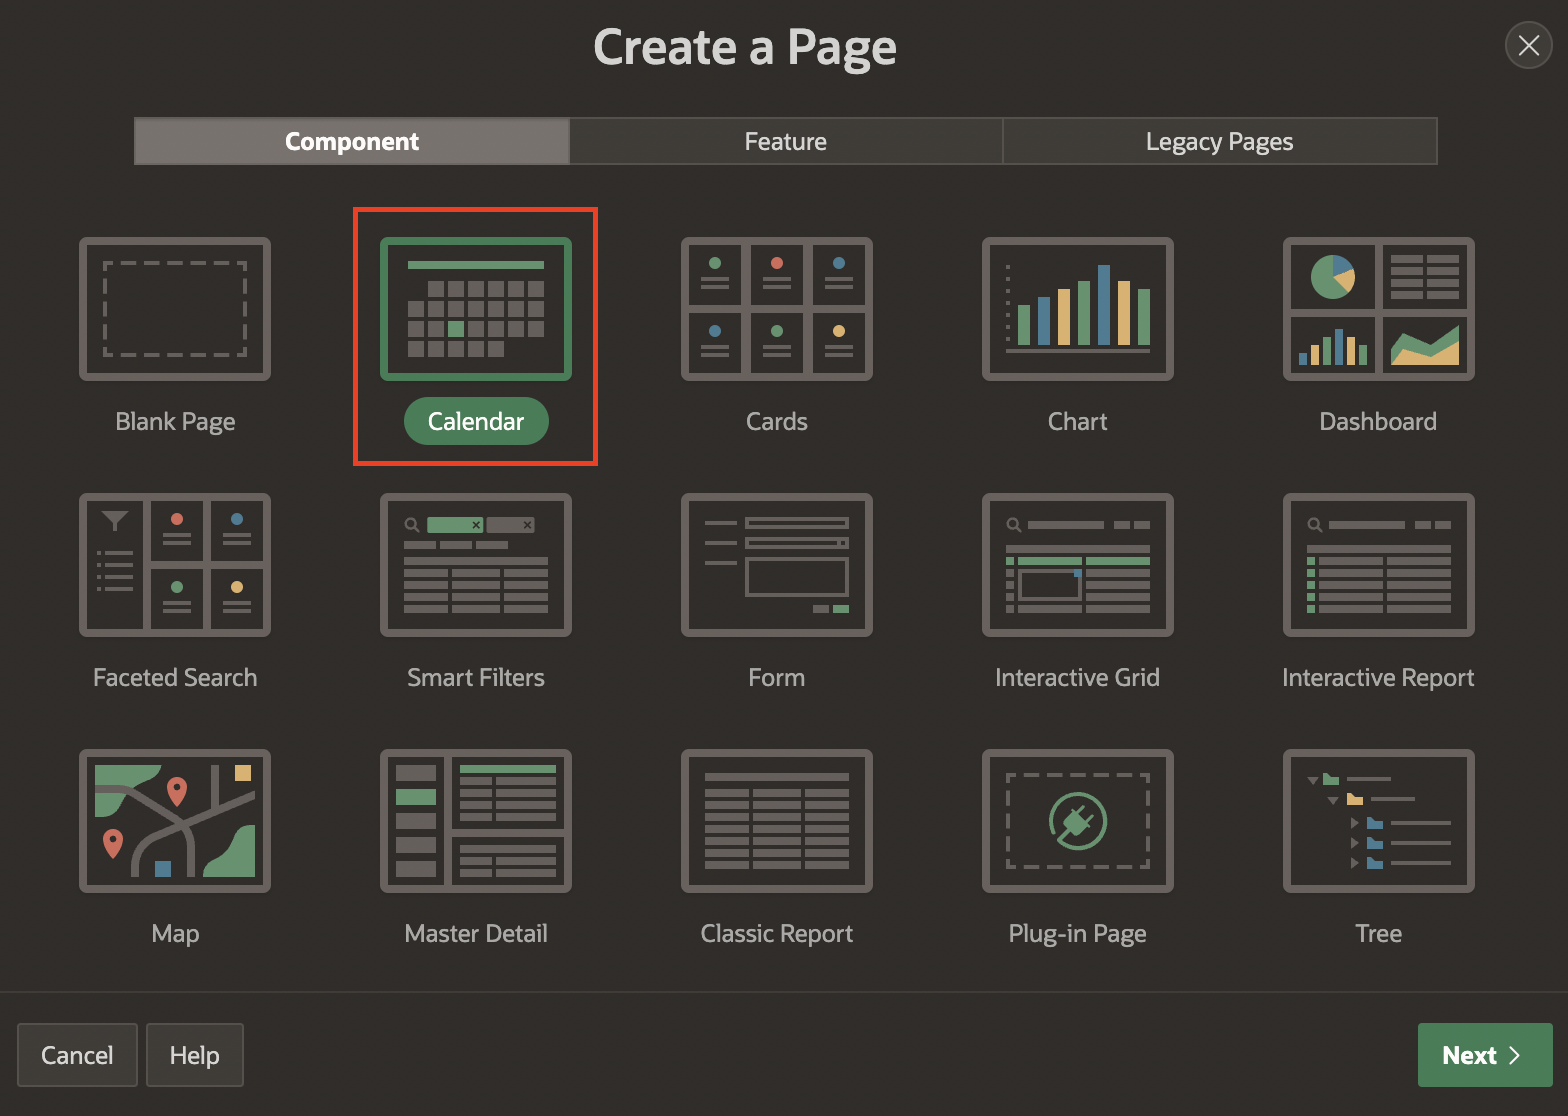 Create a Page
Component Feature Legacy Pages
Blank Page Calendar Cards Chart Dashboard
Faceted Search Smart Filters Form Interactive Grid Interactive Report
Map Master Detail Classic Report Plug-in Page Tree
Cancel Help Next